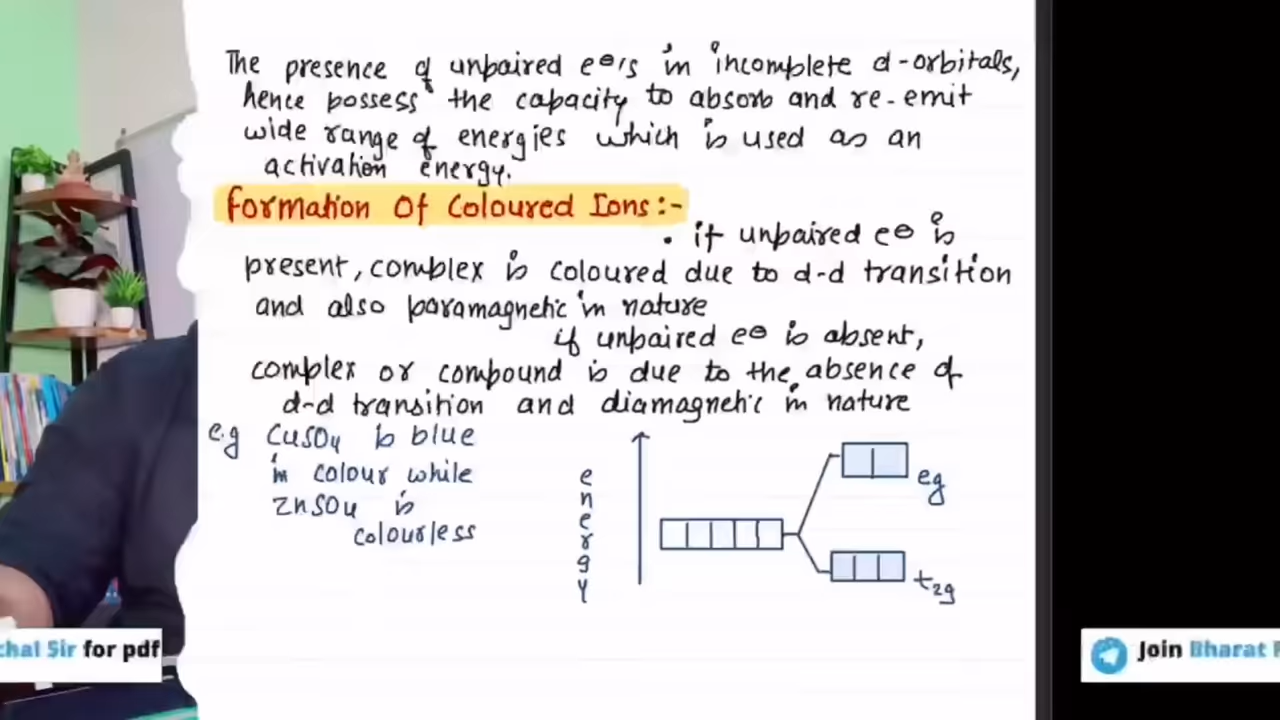 The presence of unpaired e⊖'s in incomplete d-orbitals,
hence possess the capacity to absorb and re-emit
wide range of energies which is used as an
activation energy.
Formation Of Coloured Ions:-
. if unpaired e⊖ is
present, complex is coloured due to d-d transition
and also paramagnetic in nature
if unpaired e⊖ is absent,
complex or compound is due to the absence of
d-d transition and diamagnetic in nature
e.g CuSO4 is blue
in colour while
ZnSO4 is
colourless
energy
eg
t2g
chal Sir for pdf
Join Bharat P